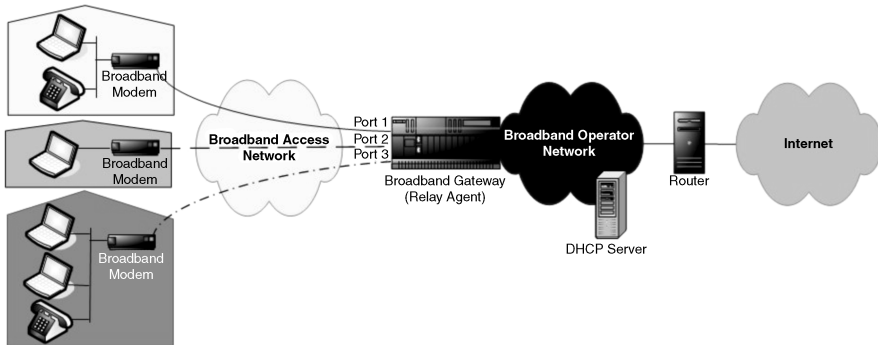 Broadband
Modem
Broadband
Modem
Broadband
Modem
Broadband Access
Network
Port 1
Port 2
Port 3
Broadband Gateway
(Relay Agent)
Broadband Operator
Network
DHCP Server
Router
Internet